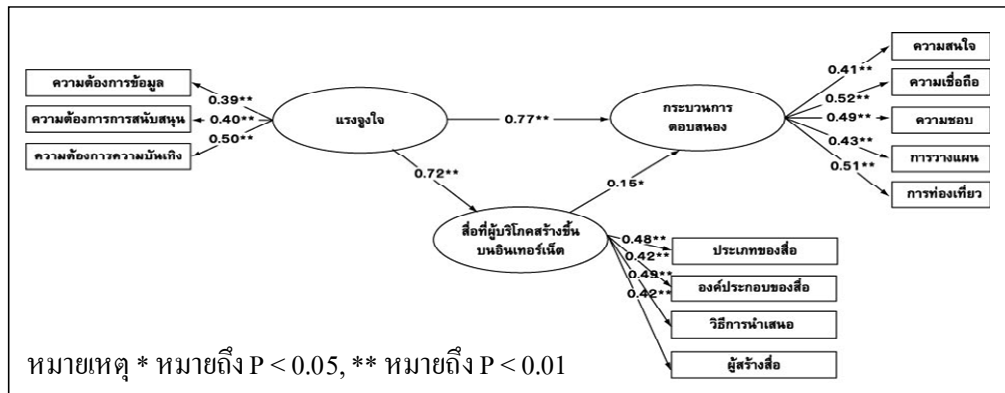 ความต้องการข้อมูล
0.39**
ความต้องการการสนับสนุน
0.40**
ความต้องการความบันเทิง
0.50**
แรงจูงใจ
0.77**
0.72**
กระบวนการ
ตอบสนอง
0.15*
สื่อที่ผู้บริโภคสร้างขึ้น
บนอินเทอร์เน็ต
ความสนใจ
0.41**
ความเชื่อถือ
0.52**
ความชอบ
0.49**
การวางแผน
0.43**
การท่องเที่ยว
0.51**
0.48**
ประเภทของสื่อ
0.42**
องค์ประกอบของสื่อ
0.49**
วิธีการนำเสนอ
0.42**
ผู้สร้างสื่อ
หมายเหตุ * หมายถึง P < 0.05, ** หมายถึง P < 0.01